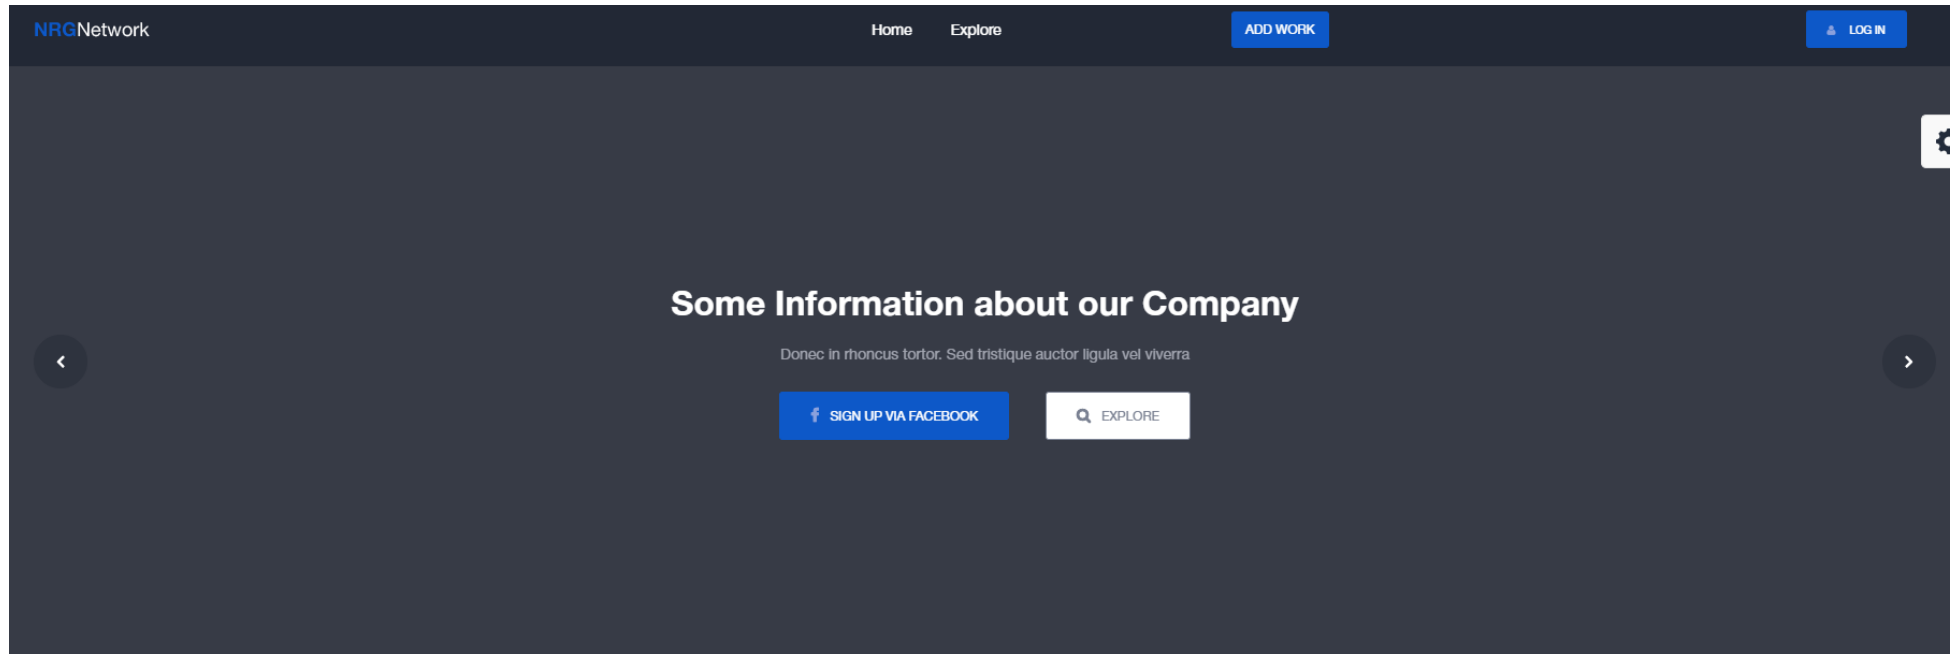 NRGNetwork
Home Explore ADD WORK LOG IN
Some Information about our Company
Donec in rhoncus tortor. Sed tristique auctor ligula vel viverra
SIGN UP VIA FACEBOOK EXPLORE